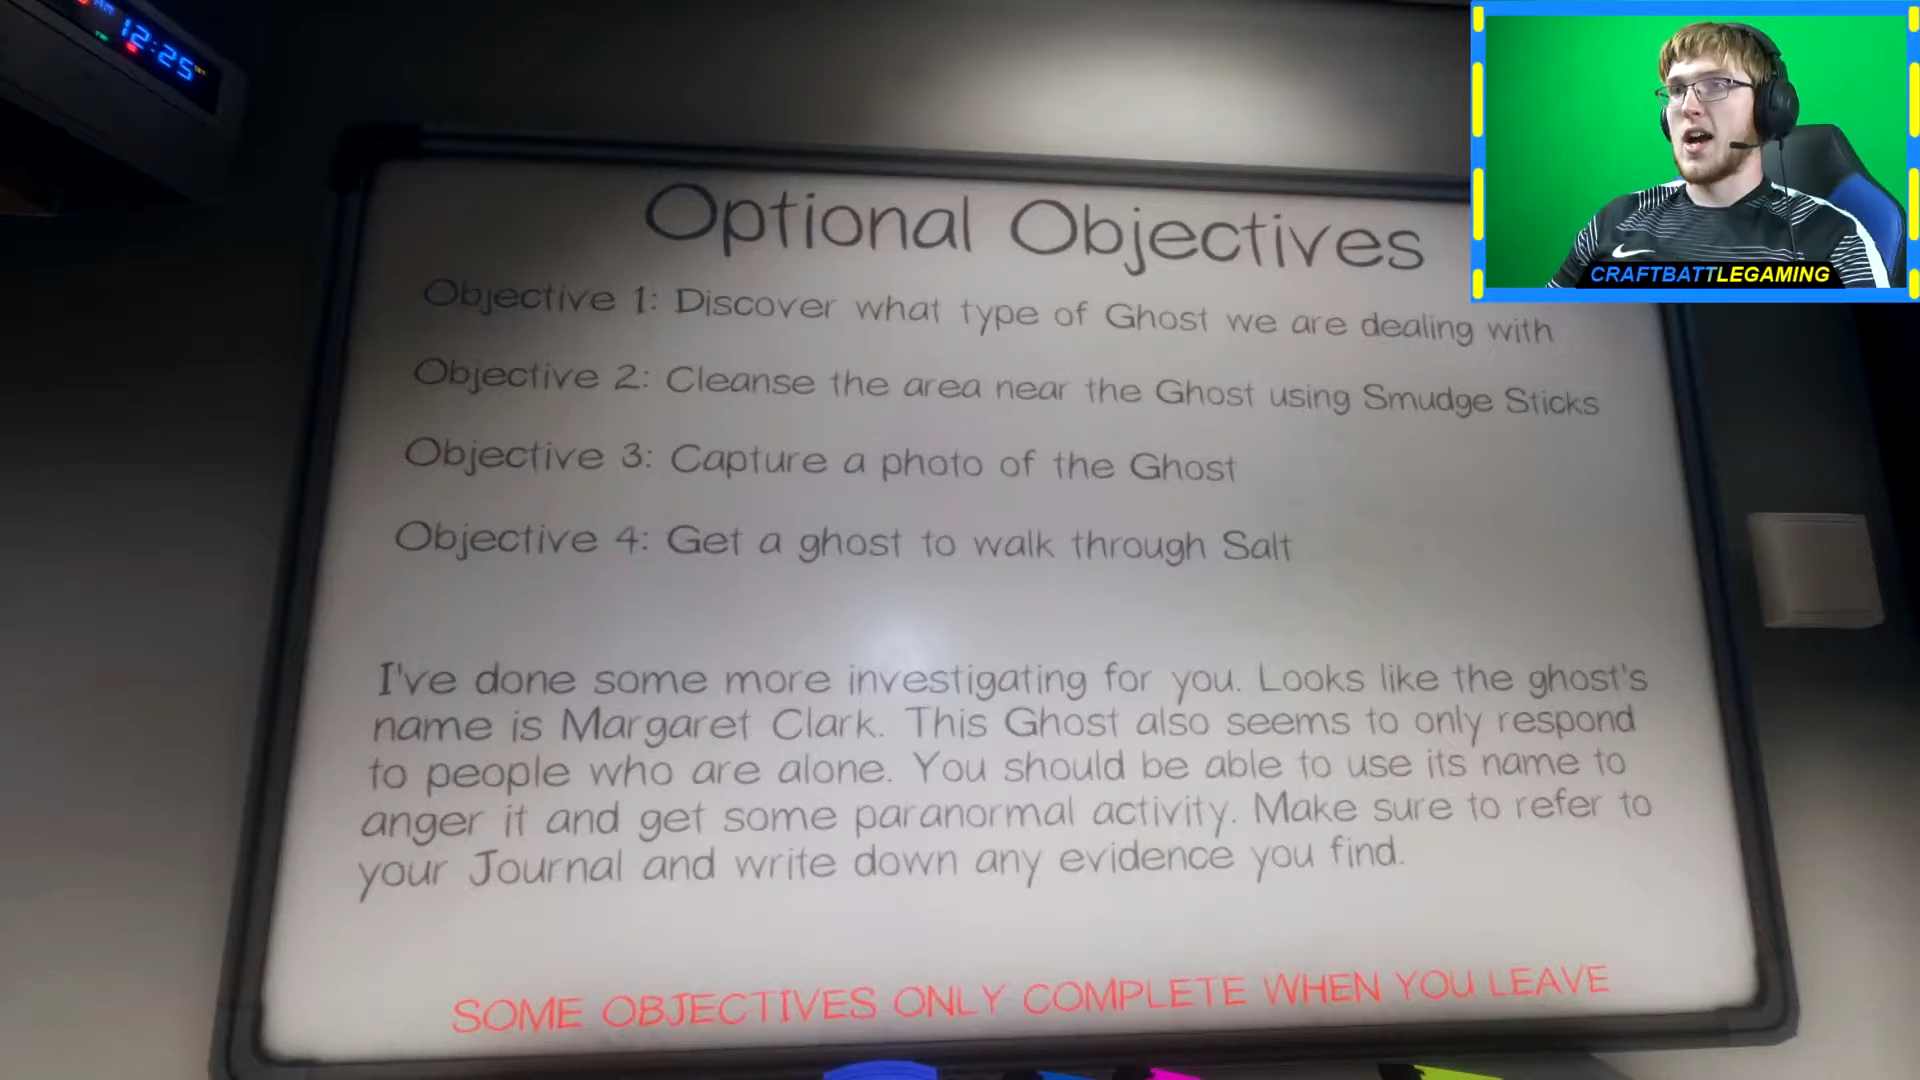 12:25
CRAFTBATTLEGAMING
Optional Objectives
Objective 1: Discover what type of Ghost we are dealing with
Objective 2: Cleanse the area near the Ghost using Smudge Sticks
Objective 3: Capture a photo of the Ghost
Objective 4: Get a ghost to walk through Salt
I've done some more investigating for you. Looks like the ghost's
name is Margaret Clark. This Ghost also seems to only respond
to people who are alone. You should be able to use its name to
anger it and get some paranormal activity. Make sure to refer to
your Journal and write down any evidence you find.
SOME OBJECTIVES ONLY COMPLETE WHEN YOU LEAVE